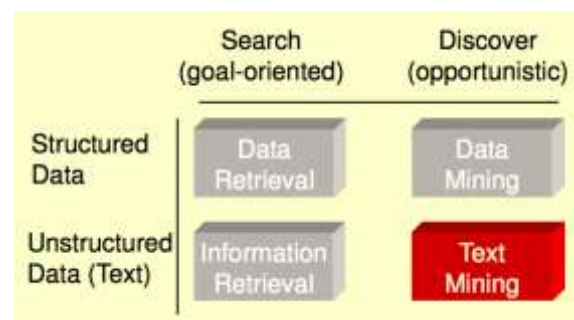 Search
(goal-oriented)
Discover
(opportunistic)
Structured
Data
Data
Retrieval
Data
Mining
Unstructured
Data (Text)
Information
Retrieval
Text
Mining